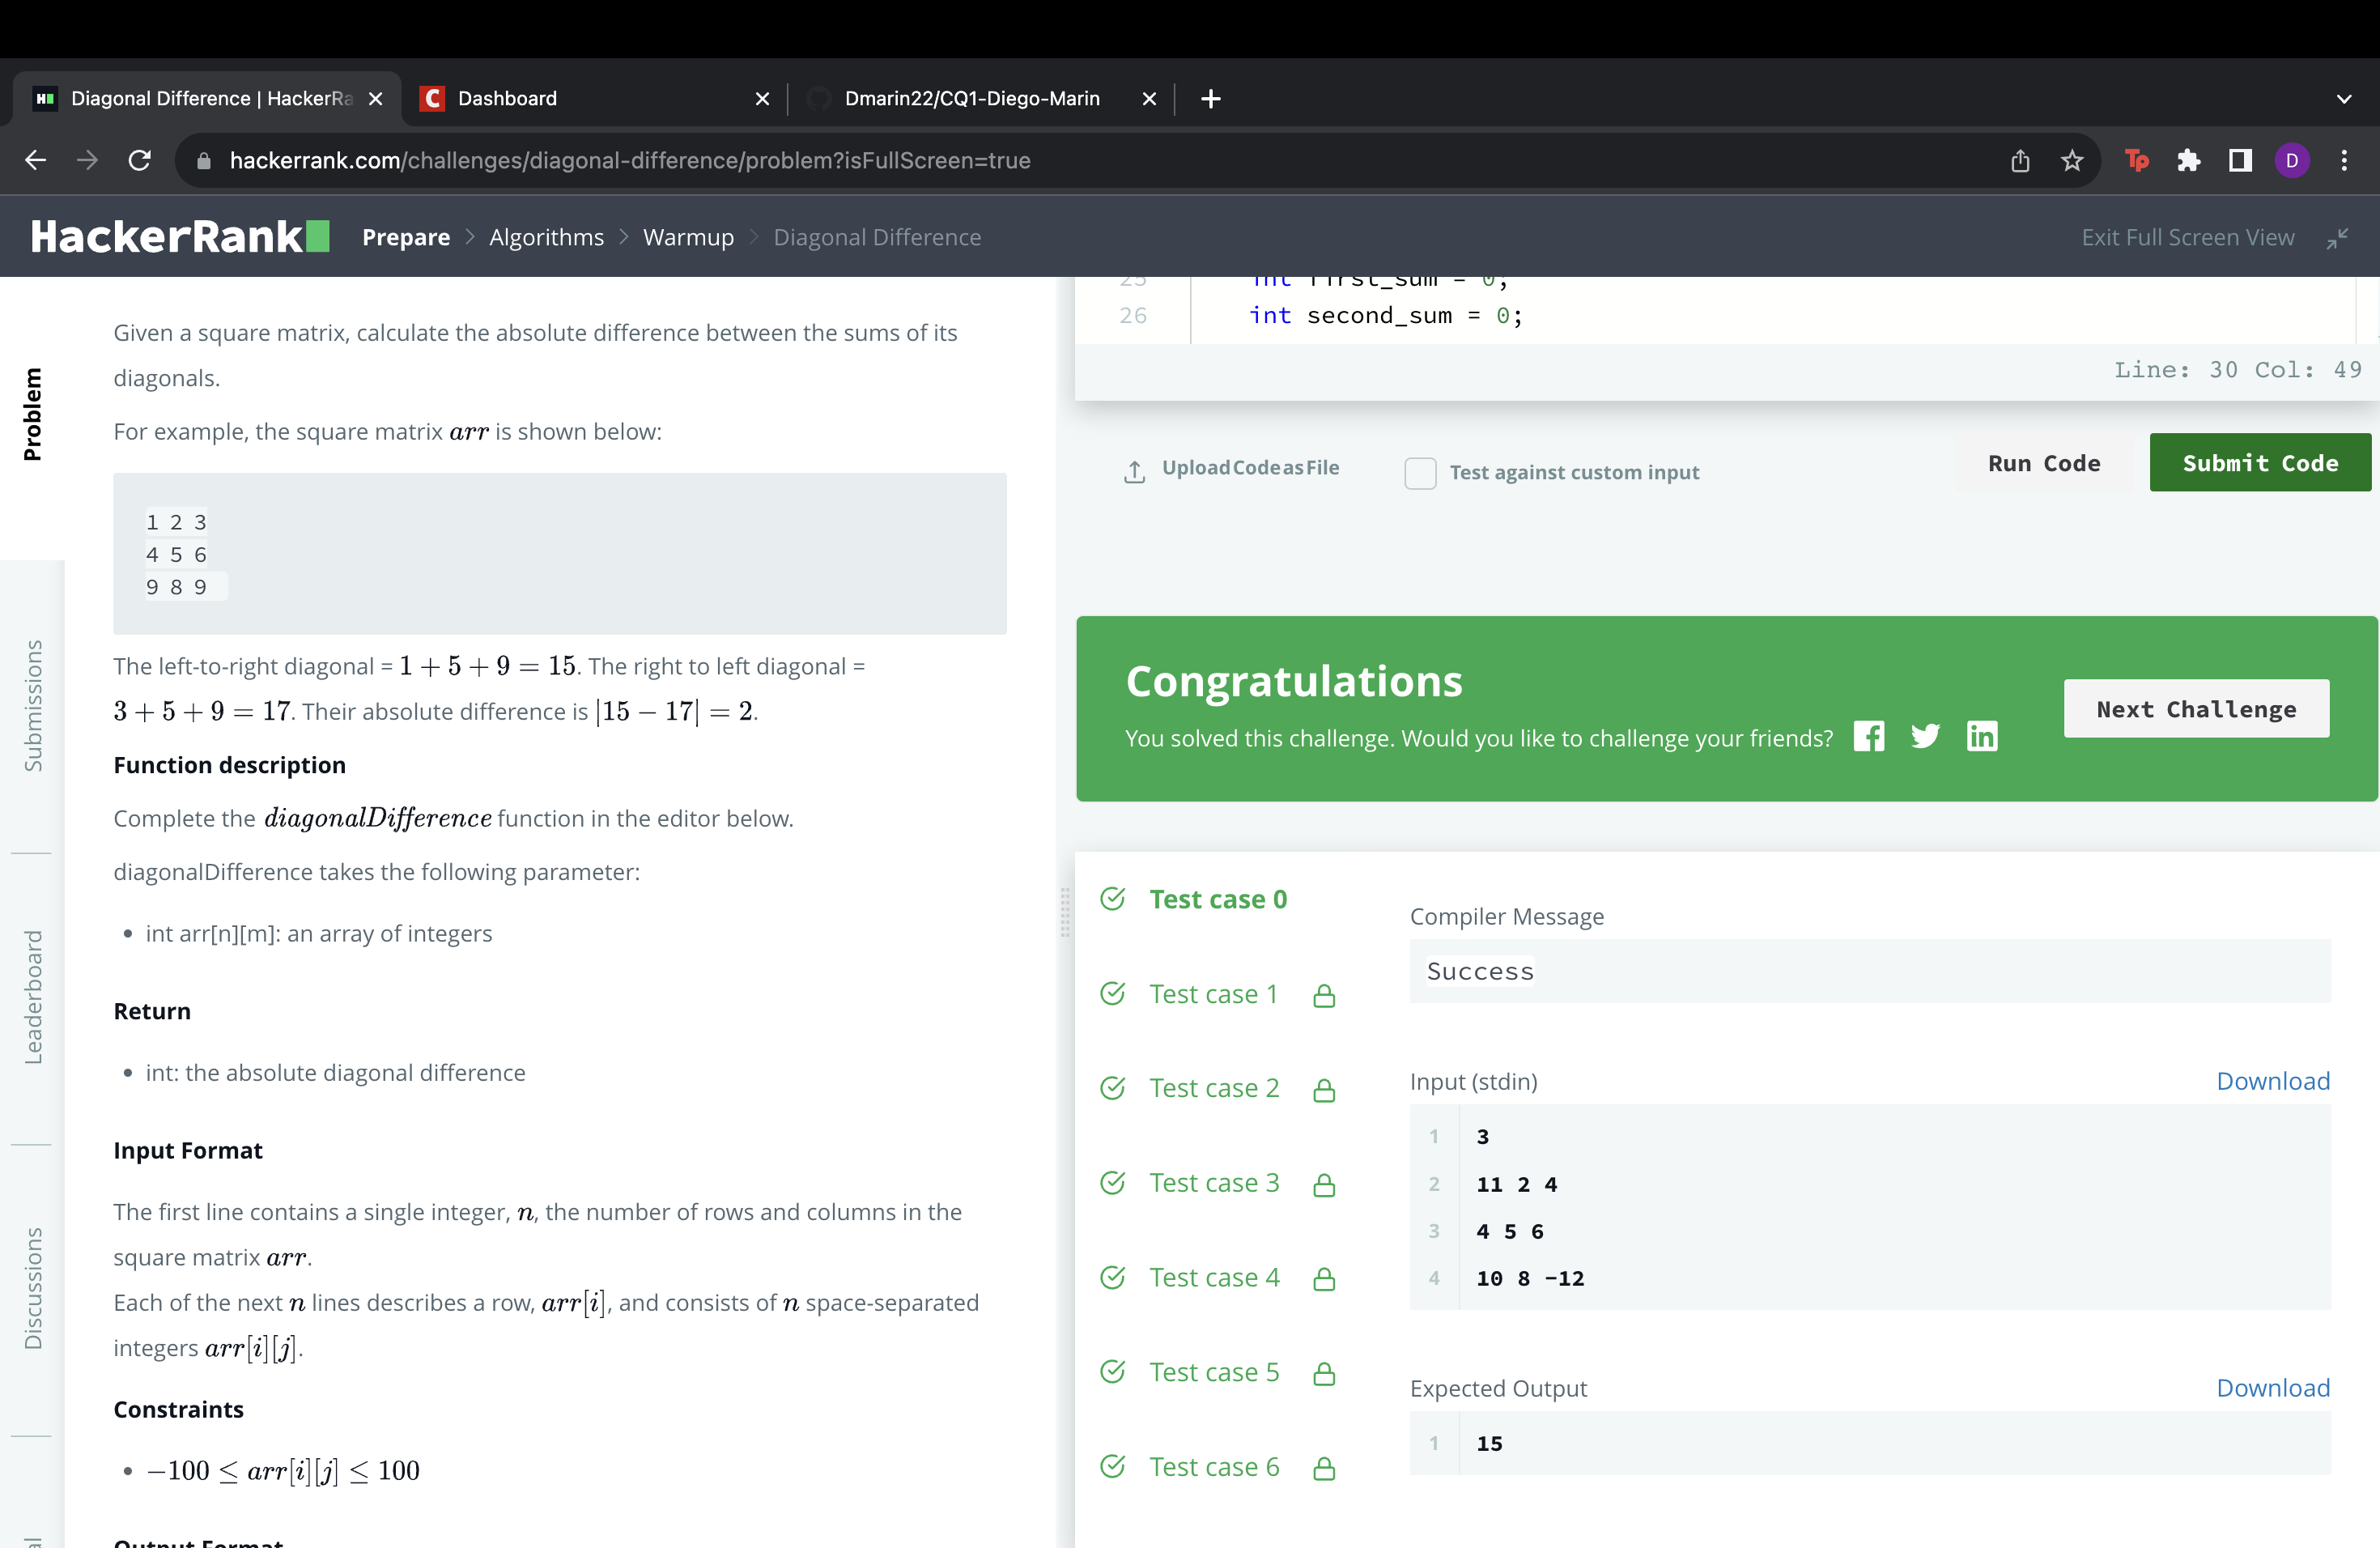 Diagonal Difference | HackerRa
Dashboard
Dmarin22/CQ1-Diego-Marin
hackerrank.com/challenges/diagonal-difference/problem?isFullScreen=true
Tp
D
HackerRank
Prepare > Algorithms > Warmup > Diagonal Difference
Exit Full Screen View
Problem
Submissions
Leaderboard
Discussions
Given a square matrix, calculate the absolute difference between the sums of its
diagonals.
For example, the square matrix arr is shown below:
1 2 3
4 5 6
9 8 9
The left-to-right diagonal = 1 + 5 + 9 = 15. The right to left diagonal =
3 + 5 + 9 = 17. Their absolute difference is |15 − 17| = 2.
Function description
Complete the diagonalDifference function in the editor below.
diagonalDifference takes the following parameter:
• int arr[n][m]: an array of integers
Return
• int: the absolute diagonal difference
Input Format
The first line contains a single integer, n, the number of rows and columns in the
square matrix arr.
Each of the next n lines describes a row, arr[i], and consists of n space-separated
integers arr[i][j].
Constraints
• −100 ≤ arr[i][j] ≤ 100
Output Format
25 int first_sum = 0;
26 int second_sum = 0;
Line: 30 Col: 49
Upload Code as File
Test against custom input
Run Code
Submit Code
Congratulations
You solved this challenge. Would you like to challenge your friends?
Next Challenge
Test case 0
Test case 1
Test case 2
Test case 3
Test case 4
Test case 5
Test case 6
Compiler Message
Success
Input (stdin)
Download
1 3
2 11 2 4
3 4 5 6
4 10 8 -12
Expected Output
Download
1 15